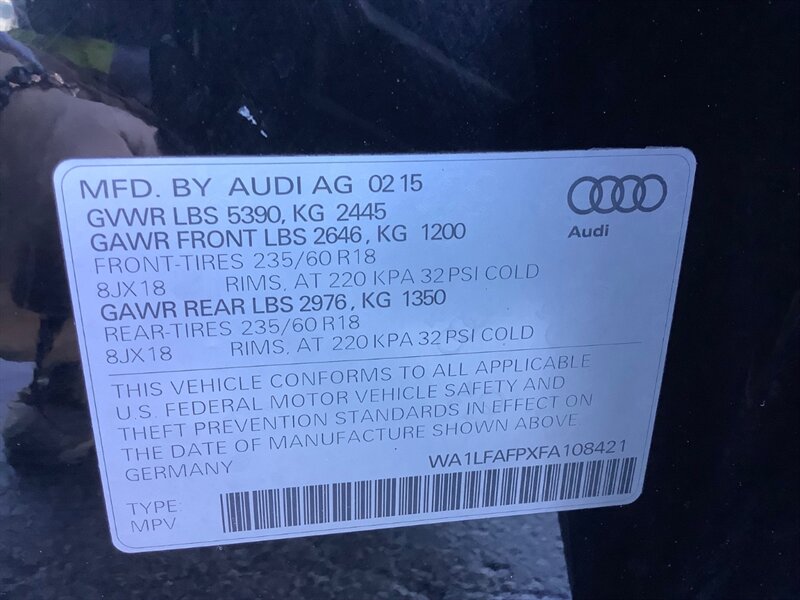 MFD. BY AUDI AG 02 15
GVWR LBS 5390, KG 2445
GAWR FRONT LBS 2646, KG 1200
FRONT-TIRES 235/60 R18
8JX18 RIMS, AT 220 KPA 32 PSI COLD
GAWR REAR LBS 2976, KG 1350
REAR-TIRES 235/60 R18
8JX18 RIMS, AT 220 KPA 32 PSI COLD
Audi
THIS VEHICLE CONFORMS TO ALL APPLICABLE
U.S. FEDERAL MOTOR VEHICLE SAFETY AND
THEFT PREVENTION STANDARDS IN EFFECT ON
THE DATE OF MANUFACTURE SHOWN ABOVE.
GERMANY WA1LFAFPXFA108421
TYPE:
MPV